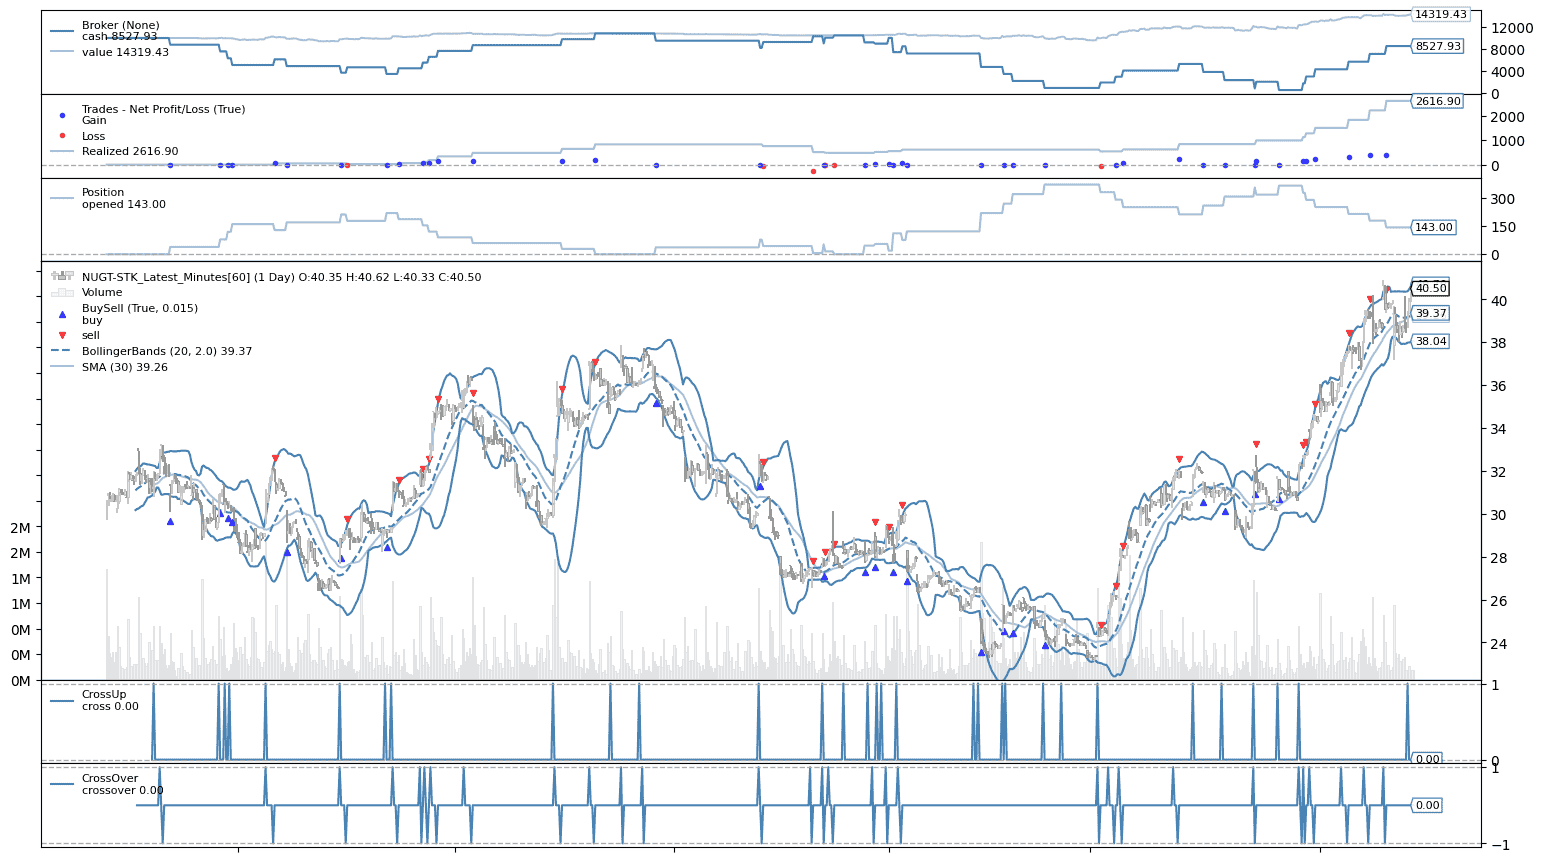 Broker (None)
cash 8527.93
value 14319.43
14319.43
12000
8527.93
8000
4000
0
Trades - Net Profit/Loss (True)
Gain
Loss
Realized 2616.90
2616.90
2000
1000
0
Position
opened 143.00
300
150
143.00
0
NUGT-STK_Latest_Minutes[60] (1 Day) O:40.35 H:40.62 L:40.33 C:40.50
Volume
BuySell (True, 0.015)
buy
sell
BollingerBands (20, 2.0) 39.37
SMA (30) 39.26
40.50
40
39.37
38.04
38
36
34
32
30
28
26
24
2M
2M
1M
1M
0M
0M
0M
CrossUp
cross 0.00
1
0.00
0
CrossOver
crossover 0.00
1
0.00
−1